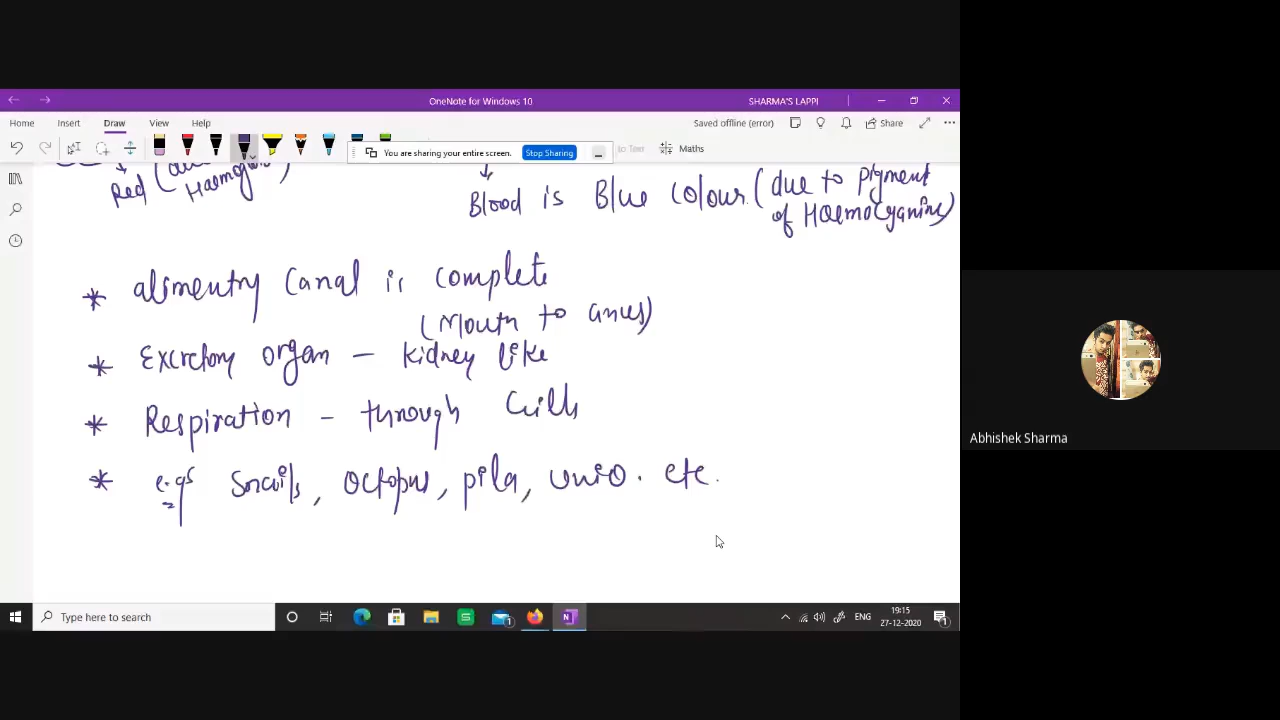 OneNote for Windows 10
SHARMA'S LAPPI
Home Insert Draw View Help
Saved offline (error)
Share
You are sharing your entire screen.
Stop Sharing
to Text
Maths
Red (
Blood is Blue colour (due to pigment
of Haemocyanine)
* alimentry Canal is complete
(Mouth to anus)
* Excretory organ – kidney like
* Respiration – through Gills
* e.gs Snails, Octopus, pila, unio. etc.
Abhishek Sharma
Type here to search
ENG
19:15
27-12-2020